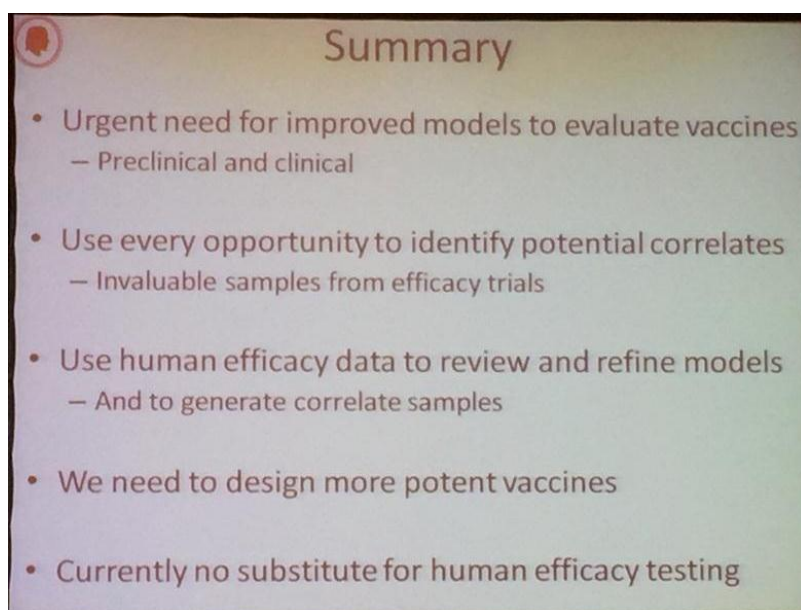 Summary
• Urgent need for improved models to evaluate vaccines
– Preclinical and clinical
• Use every opportunity to identify potential correlates
– Invaluable samples from efficacy trials
• Use human efficacy data to review and refine models
– And to generate correlate samples
• We need to design more potent vaccines
• Currently no substitute for human efficacy testing